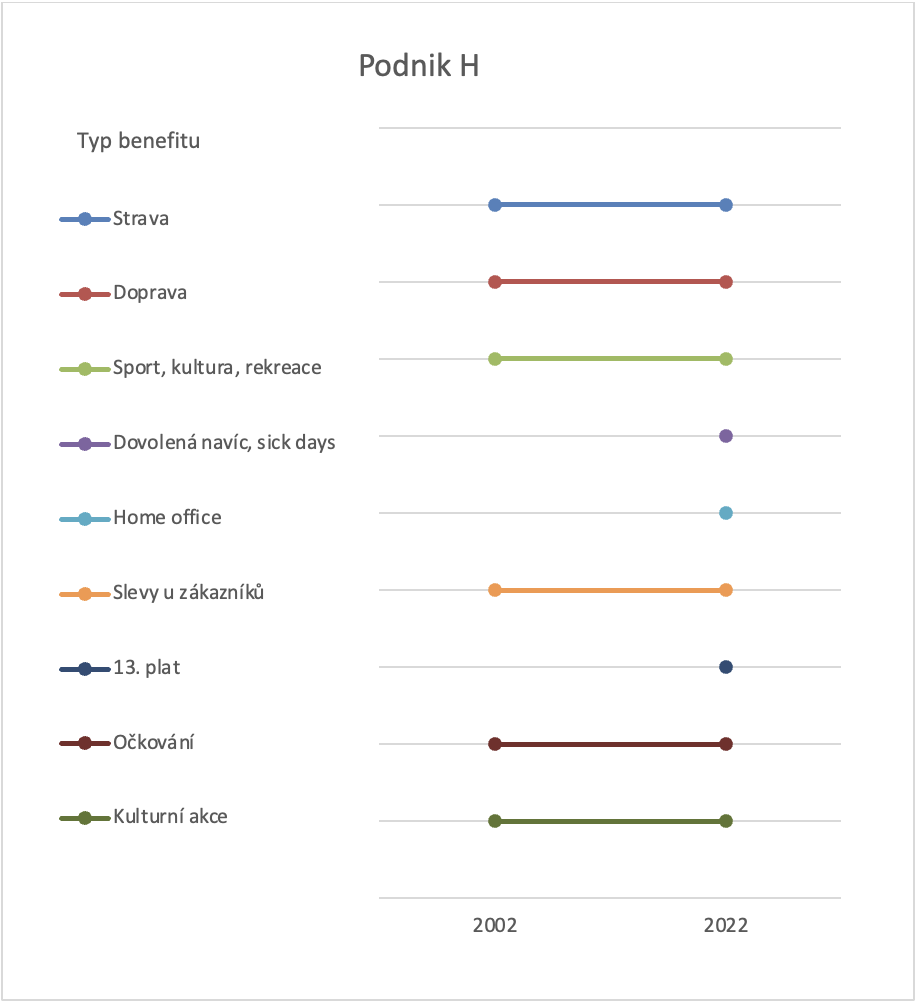 Podnik H
Typ benefitu
Strava
Doprava
Sport, kultura, rekreace
Dovolená navíc, sick days
Home office
Slevy u zákazníků
13. plat
Očkování
Kulturní akce
2002 2022